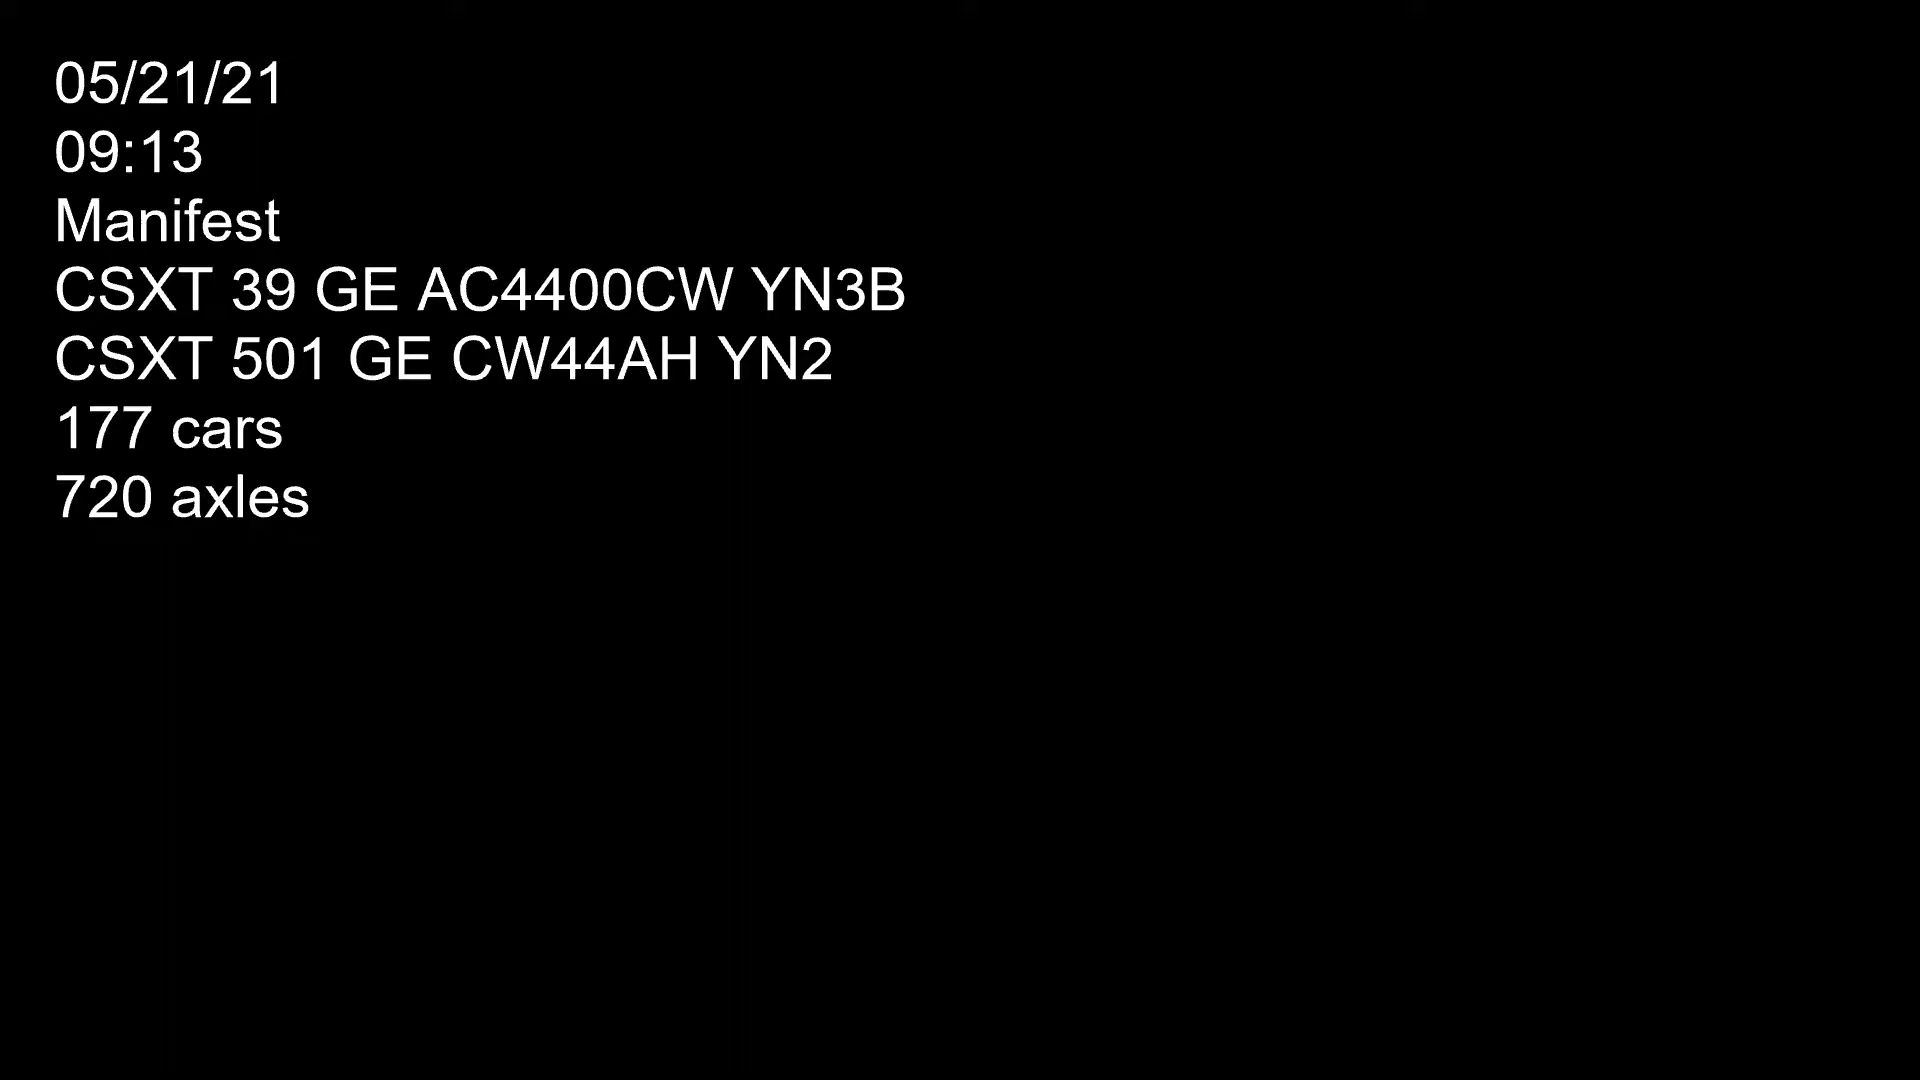 05/21/21
09:13
Manifest
CSXT 39 GE AC4400CW YN3B
CSXT 501 GE CW44AH YN2
177 cars
720 axles